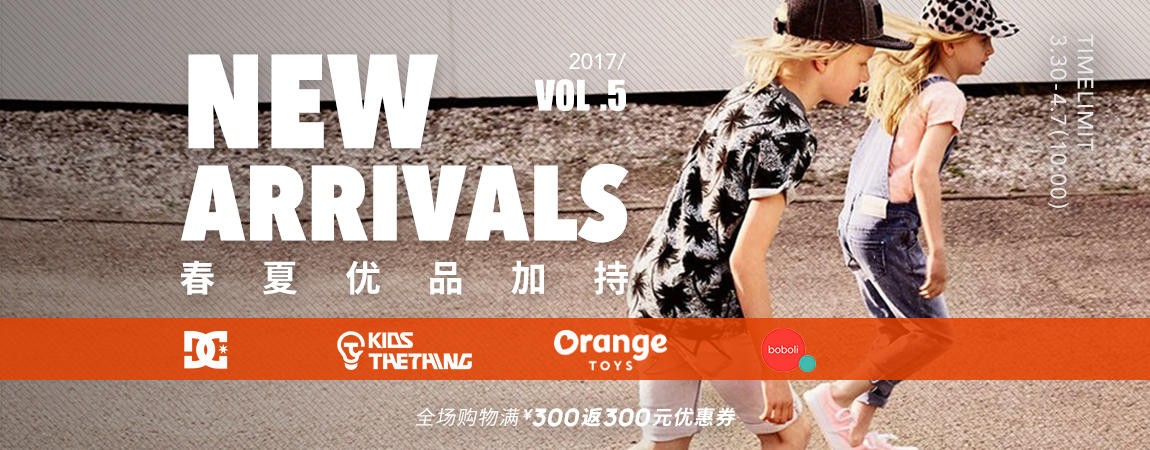 NEW
2017/
VOL .5
ARRIVALS
春夏优品加持
TIMELIMIT
3.30-4.7(10:00)
DC
KIDS
THETHING
Orange
TOYS
boboli
全场购物满¥300返300元优惠券